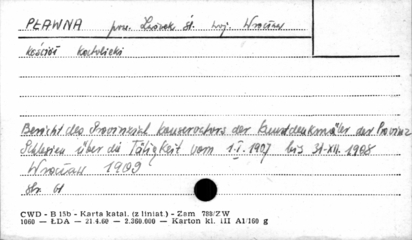 PŁAWNA pow. Lwówek Śl. woj. Wrocław
kościół katolicki
Bericht des Provinzial konservators der Kunstdenkmäler der Provinz
Schlesien über die Tätigkeit vom 1.I.1907 bis 31.XII.1908
Wrocław 1909
str. 61
CWD - B 15b - Karta katal. (z liniat.) - Zam 788/ZW
1060 — ŁDA — 21.4.60 — 2.360.000 — Karton kl. III A1/160 g